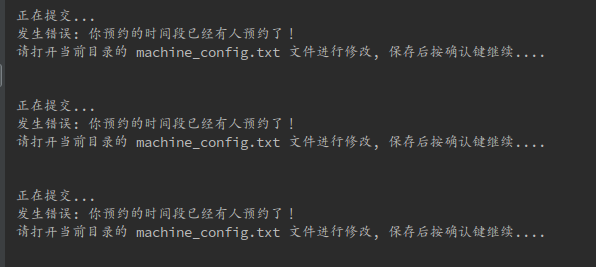 正在提交...
发生错误: 你预约的时间段已经有人预约了！
请打开当前目录的 machine_config.txt 文件进行修改, 保存后按确认键继续....
正在提交...
发生错误: 你预约的时间段已经有人预约了！
请打开当前目录的 machine_config.txt 文件进行修改, 保存后按确认键继续....
正在提交...
发生错误: 你预约的时间段已经有人预约了！
请打开当前目录的 machine_config.txt 文件进行修改, 保存后按确认键继续....